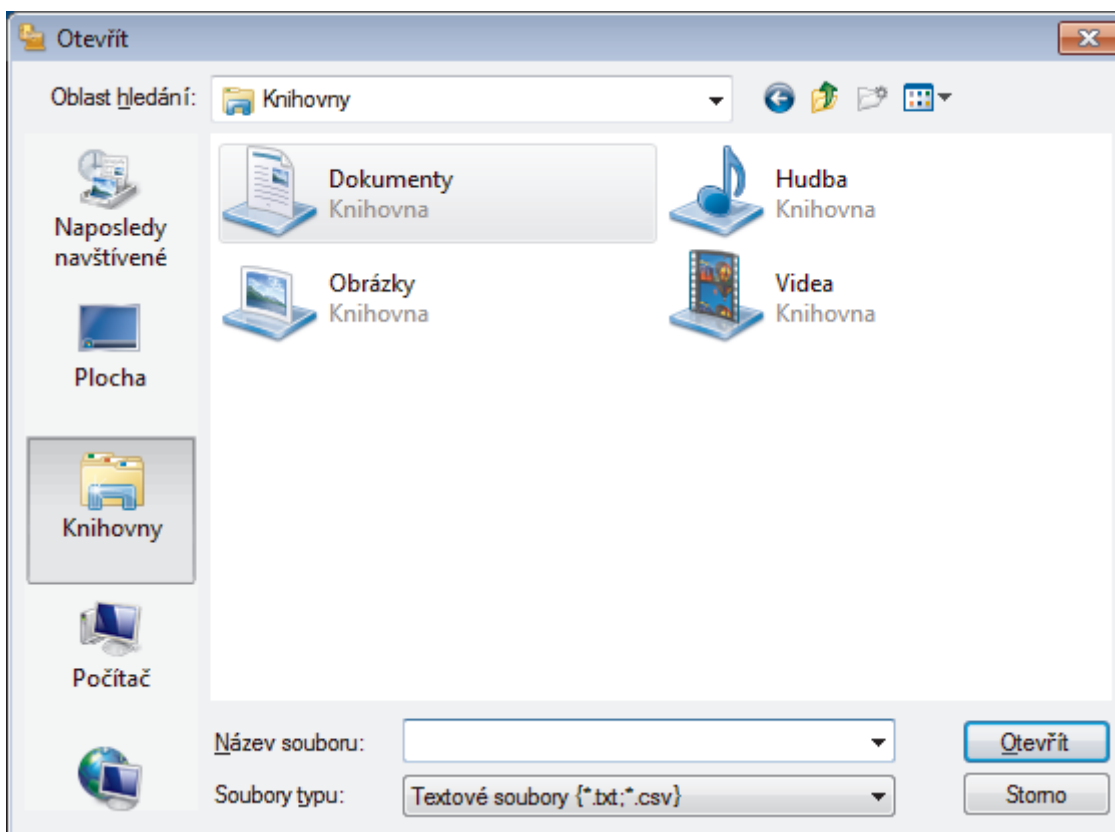 Otevřít
Oblast hledání: Knihovny
Naposledy
navštívené
Plocha
Knihovny
Počítač
Dokumenty
Knihovna
Hudba
Knihovna
Obrázky
Knihovna
Videa
Knihovna
Název souboru:
Otevřít
Soubory typu: Textové soubory {*.txt;*.csv}
Storno